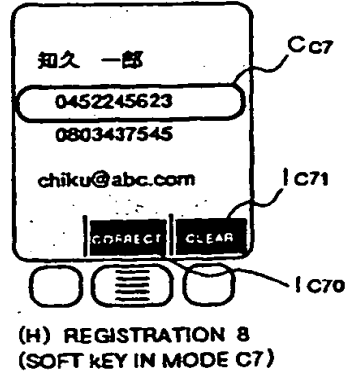 知久 一郎
C C7
0452245623
0803437545
chiku@abc.com
I C71
CORRECT CLEAR
I C70
(H) REGISTRATION 8
(SOFT KEY IN MODE C7)